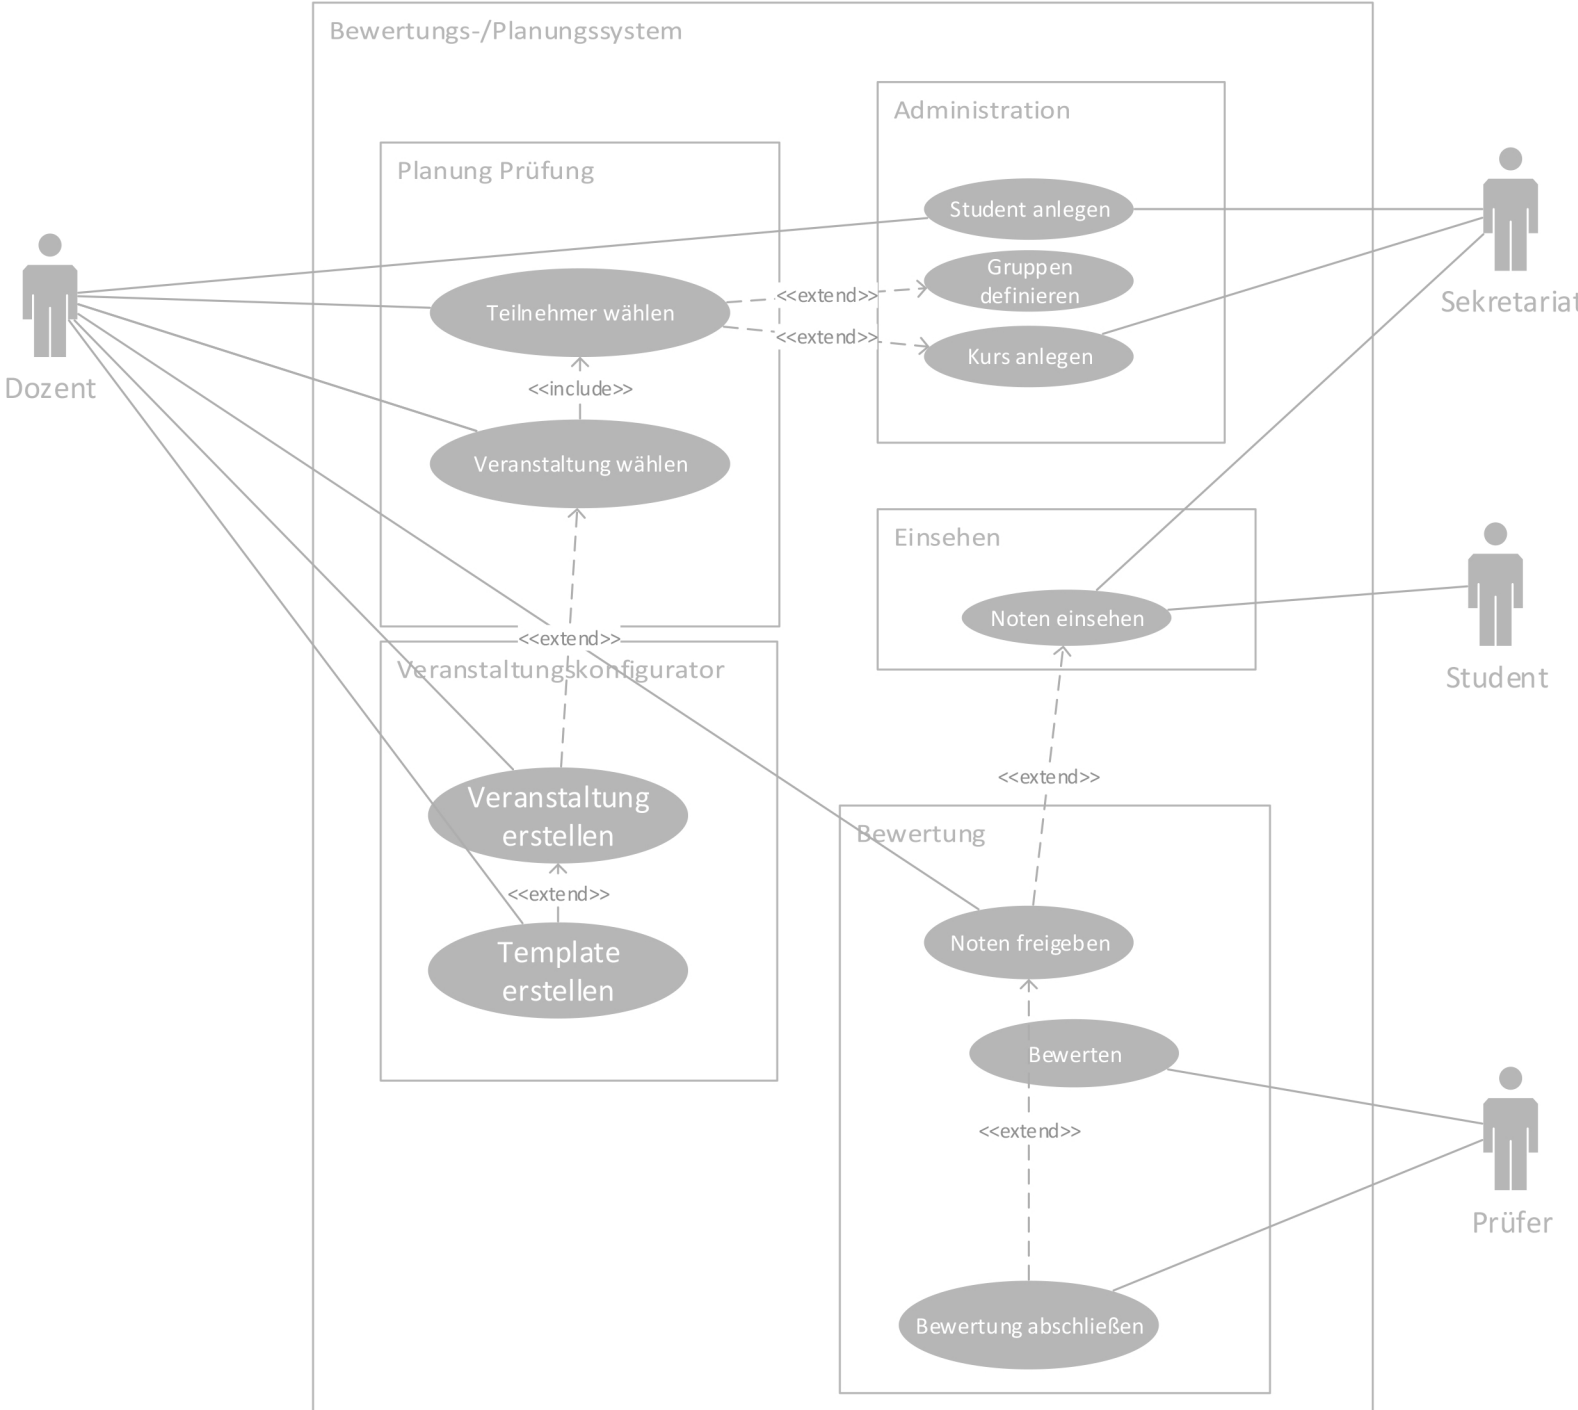 Bewertungs-/Planungssystem
Administration
Planung Prüfung
Student anlegen
Gruppen
definieren
<<extend>>
Teilnehmer wählen
<<extend>>
Kurs anlegen
Sekretariat
Dozent
<<include>>
Veranstaltung wählen
Einsehen
Noten einsehen
<<extend>>
Veranstaltungskonfigurator
Student
<<extend>>
Veranstaltung
erstellen
Bewertung
<<extend>>
Noten freigeben
Template
erstellen
Bewerten
<<extend>>
Prüfer
Bewertung abschließen